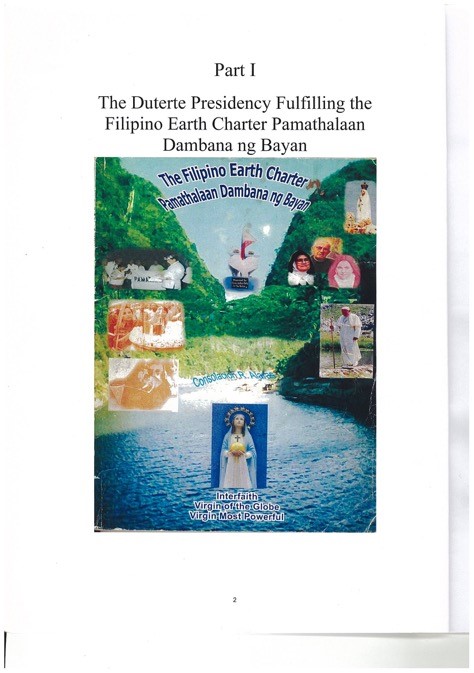 Part I
The Duterte Presidency Fulfilling the
Filipino Earth Charter Pamathalaan
Dambana ng Bayan
The Filipino Earth Charter
Pamathalaan Dambana ng Bayan
Consolacion R. Alaras
Interfaith
Virgin of the Globe
Virgin Most Powerful
2